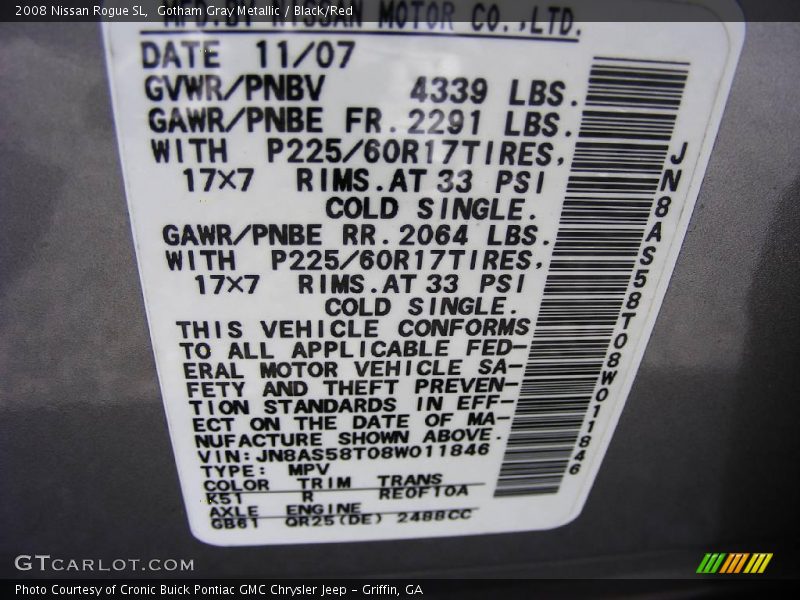 2008 Nissan Rogue SL,  Gotham Gray Metallic / Black/Red
MFD.BY NISSAN MOTOR CO.,LTD.
DATE 11/07
GVWR/PNBV 4339 LBS.
GAWR/PNBE FR. 2291 LBS.
WITH P225/60R17TIRES,
17×7 RIMS.AT 33 PSI
COLD SINGLE.
GAWR/PNBE RR. 2064 LBS.
WITH P225/60R17TIRES,
17×7 RIMS.AT 33 PSI
COLD SINGLE.
THIS VEHICLE CONFORMS
TO ALL APPLICABLE FED-
ERAL MOTOR VEHICLE SA-
FETY AND THEFT PREVEN-
TION STANDARDS IN EFF-
ECT ON THE DATE OF MA-
NUFACTURE SHOWN ABOVE.
VIN:JN8AS58T08W011846
TYPE: MPV
COLOR TRIM TRANS
K51 R RE0F10A
AXLE ENGINE
GB61 QR25(DE) 2488CC
JN8AS58T08W011846
GTCARLOT.COM
Photo Courtesy of Cronic Buick Pontiac GMC Chrysler Jeep - Griffin, GA